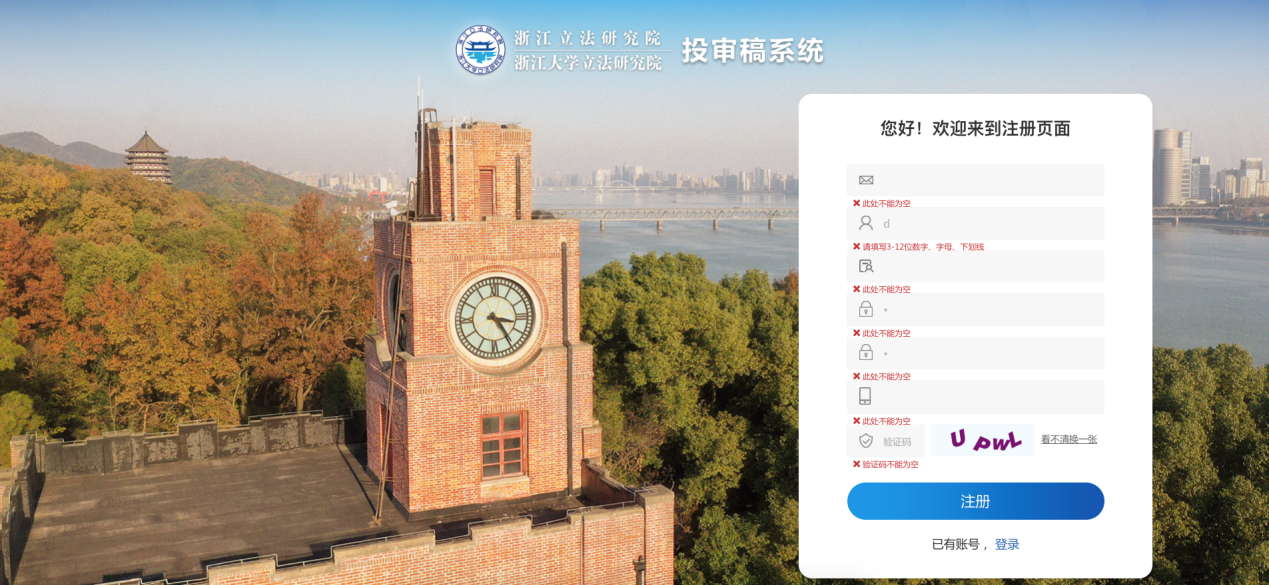 浙江立法研究院
浙江大学立法研究院
投审稿系统
您好！欢迎来到注册页面
此处不能为空
d
请填写3-12位数字、字母、下划线
此处不能为空
*
此处不能为空
*
此处不能为空
此处不能为空
验证码
U pwL
看不清换一张
验证码不能为空
注册
已有账号，登录